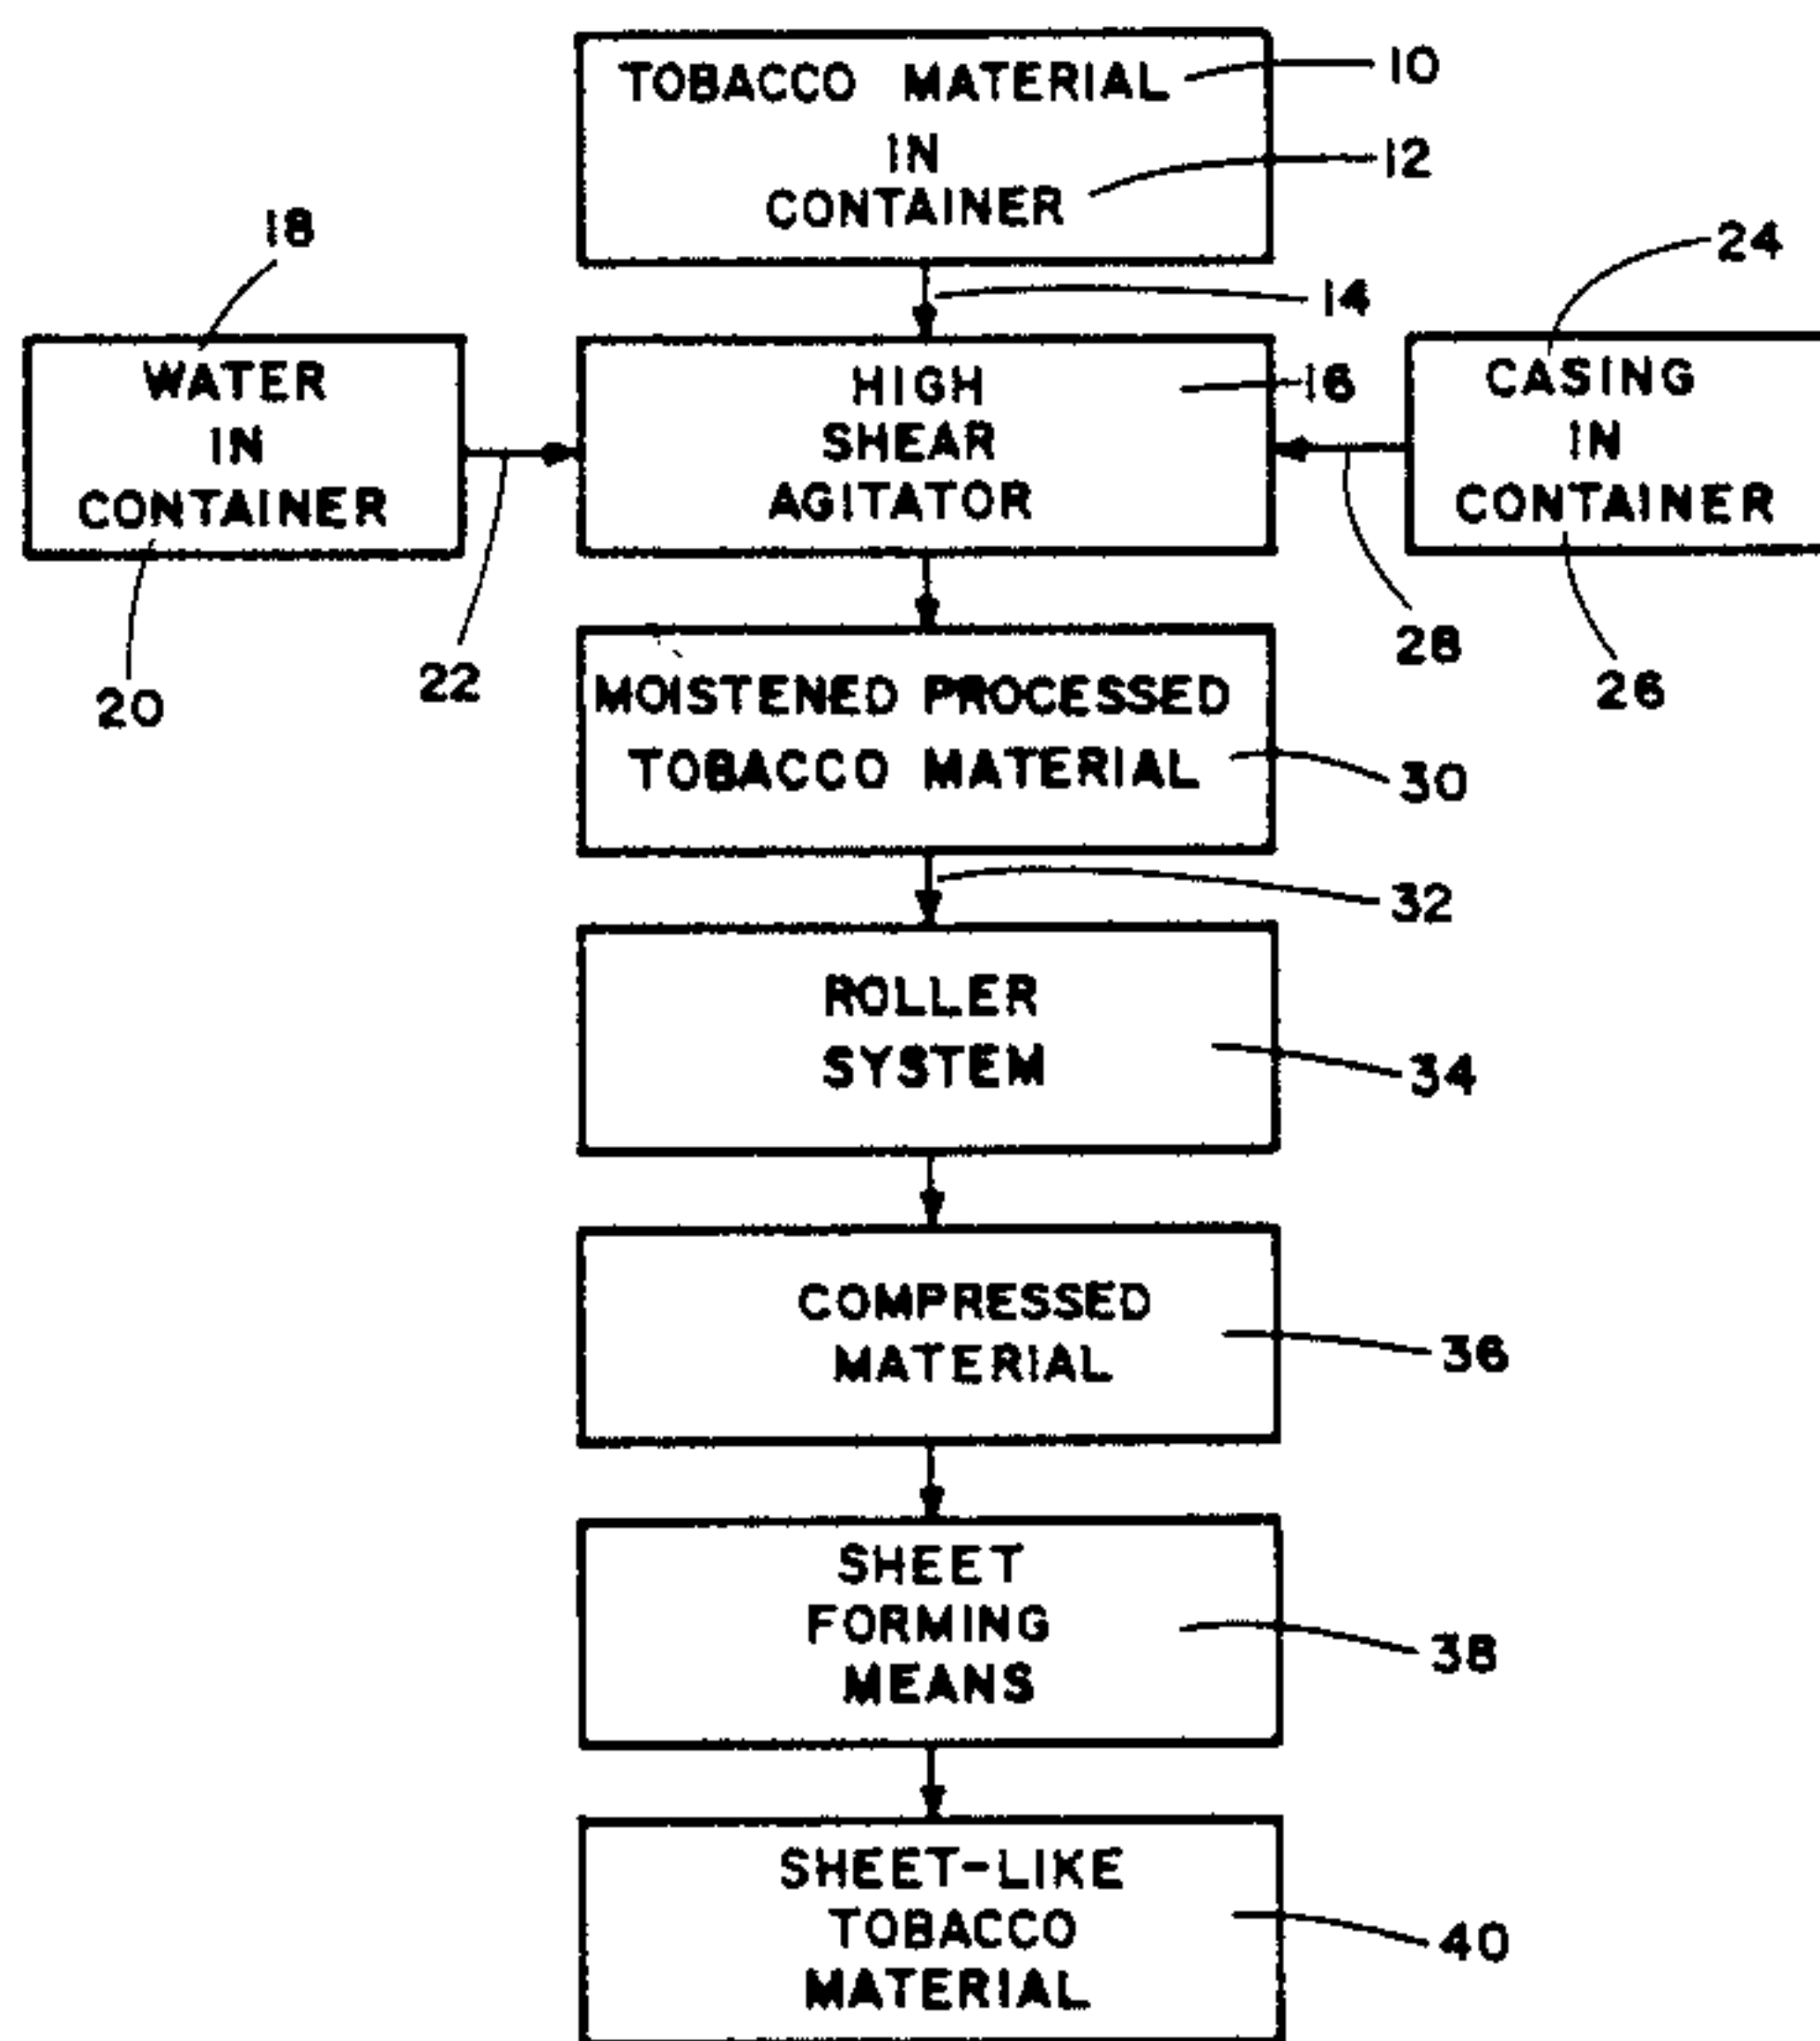 TOBACCO MATERIAL
10
IN
12
CONTAINER
14
18
WATER
IN
CONTAINER
20
22
HIGH
16
SHEAR
AGITATOR
24
CASING
IN
CONTAINER
28
26
MOISTENED PROCESSED
TOBACCO MATERIAL
30
32
ROLLER
SYSTEM
34
COMPRESSED
MATERIAL
36
SHEET
FORMING
MEANS
38
SHEET-LIKE
TOBACCO
MATERIAL
40